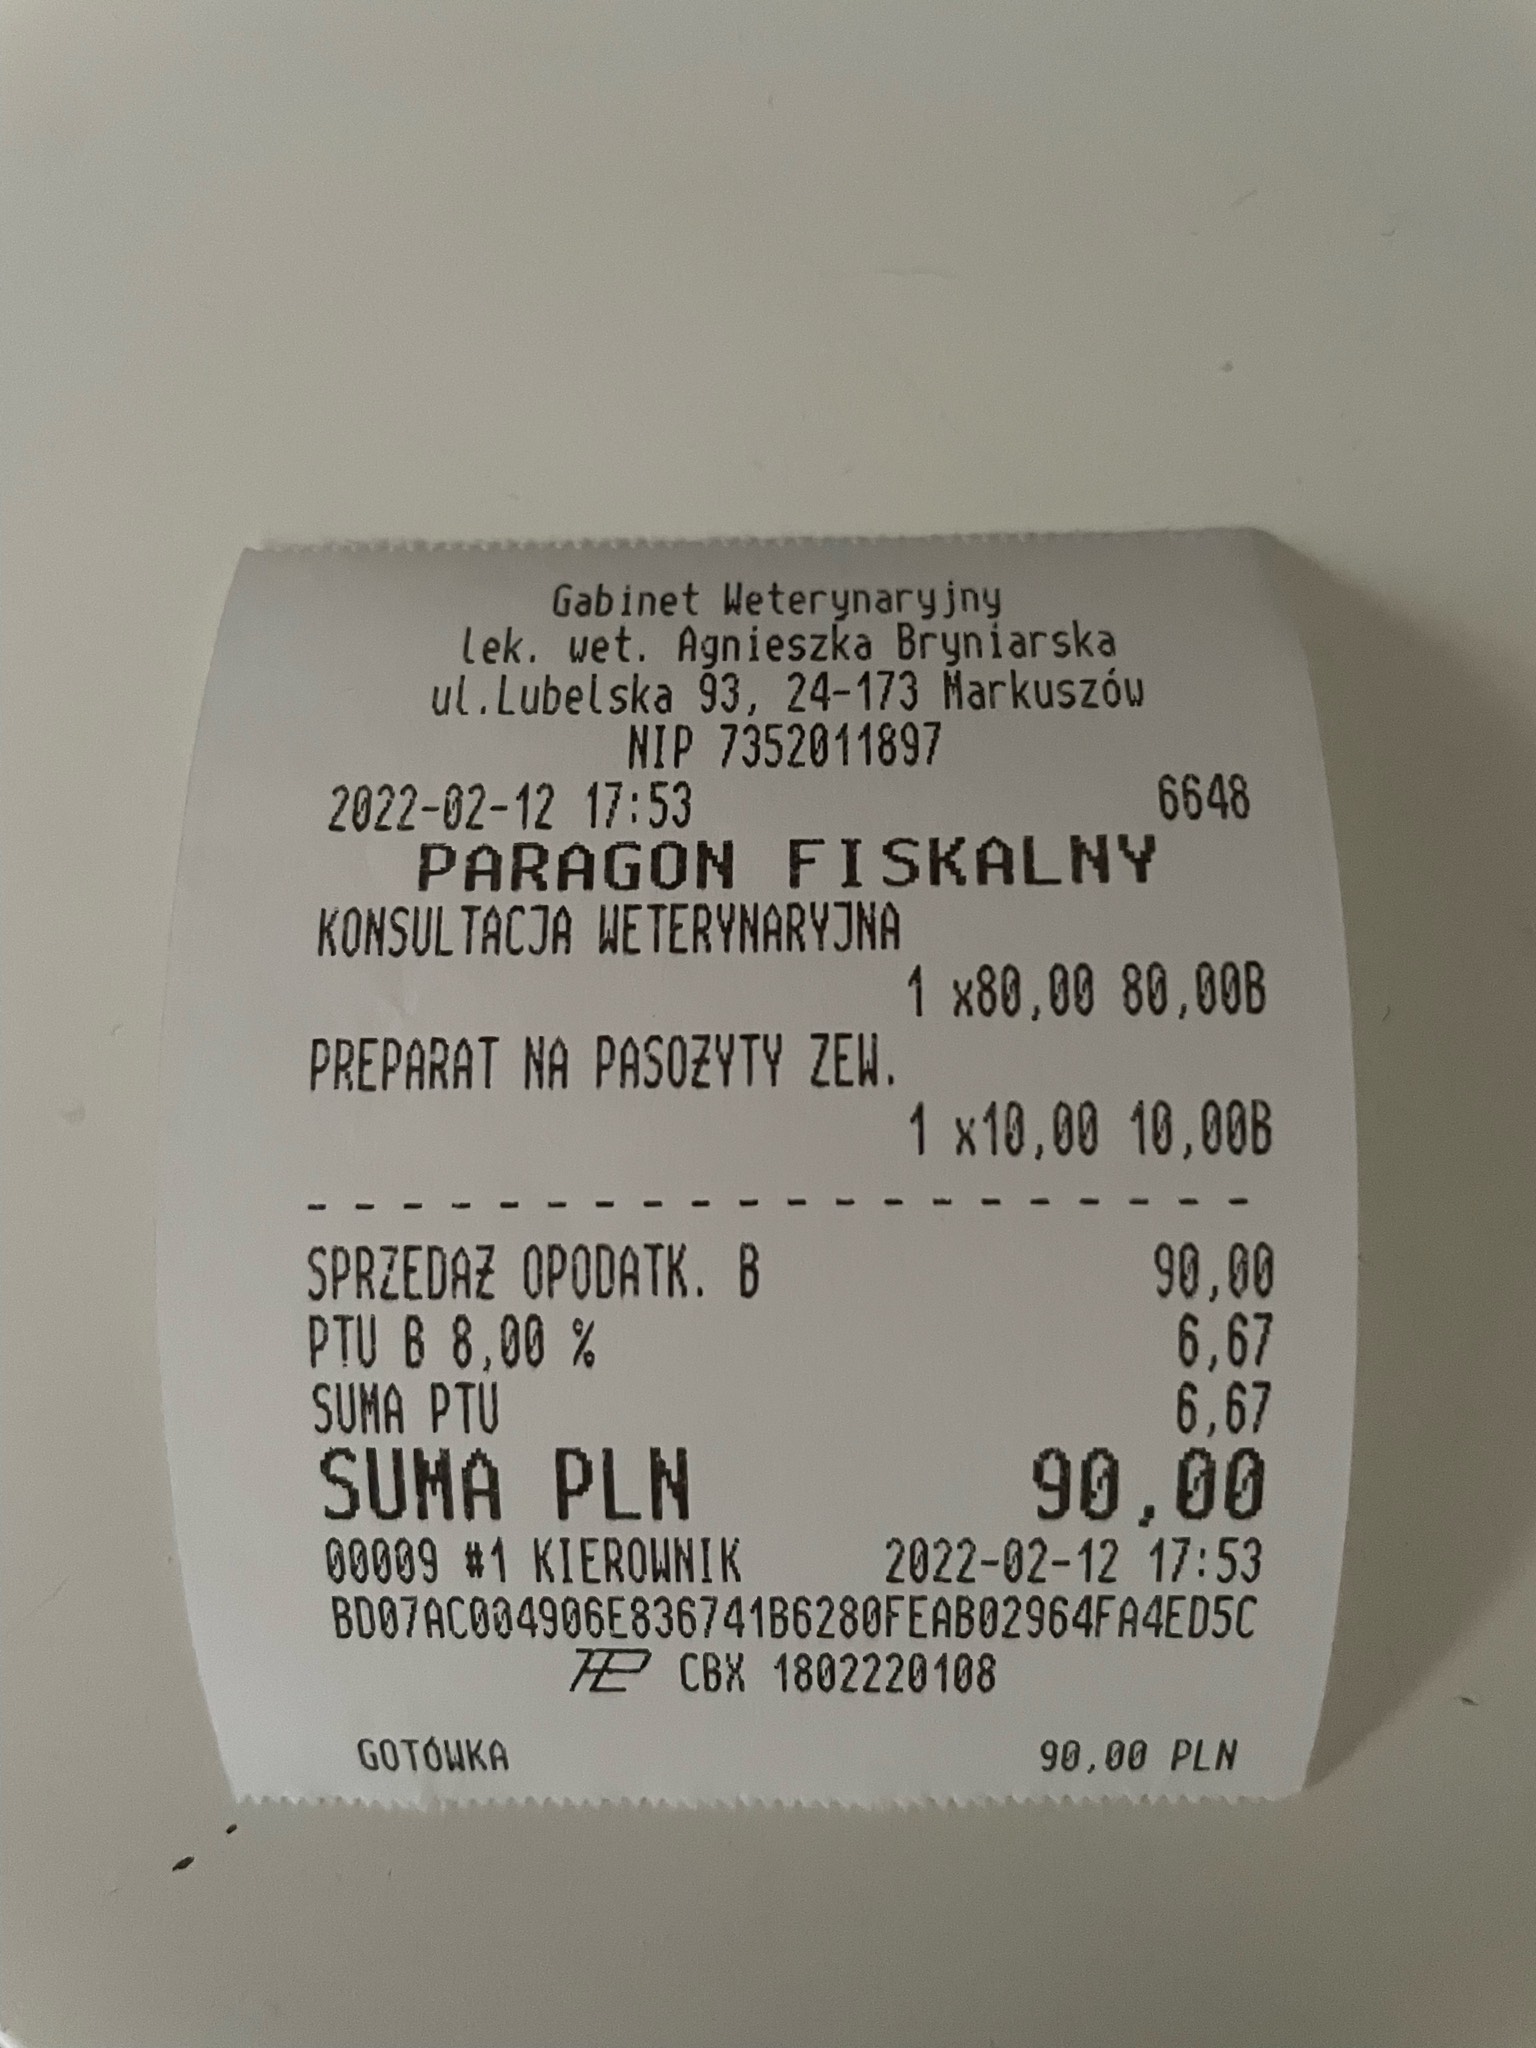 Gabinet Weterynaryjny
lek. wet. Agnieszka Bryniarska
ul.Lubelska 93, 24-173 Markuszów
NIP 7352011897
2022-02-12 17:53 6648
PARAGON FISKALNY
KONSULTACJA WETERYNARYJNA
1 x80,00 80,00B
PREPARAT NA PASOŻYTY ZEW.
1 x10,00 10,00B
- - - - - - - - - - - - - - - - - - - -
SPRZEDAŻ OPODATK. B 90,00
PTU B 8,00 % 6,67
SUMA PTU 6,67
SUMA PLN 90,00
00009 #1 KIEROWNIK 2022-02-12 17:53
BD07AC004906E836741B6280FEAB02964FA4ED5C
CBX 1802220108
GOTÓWKA 90,00 PLN